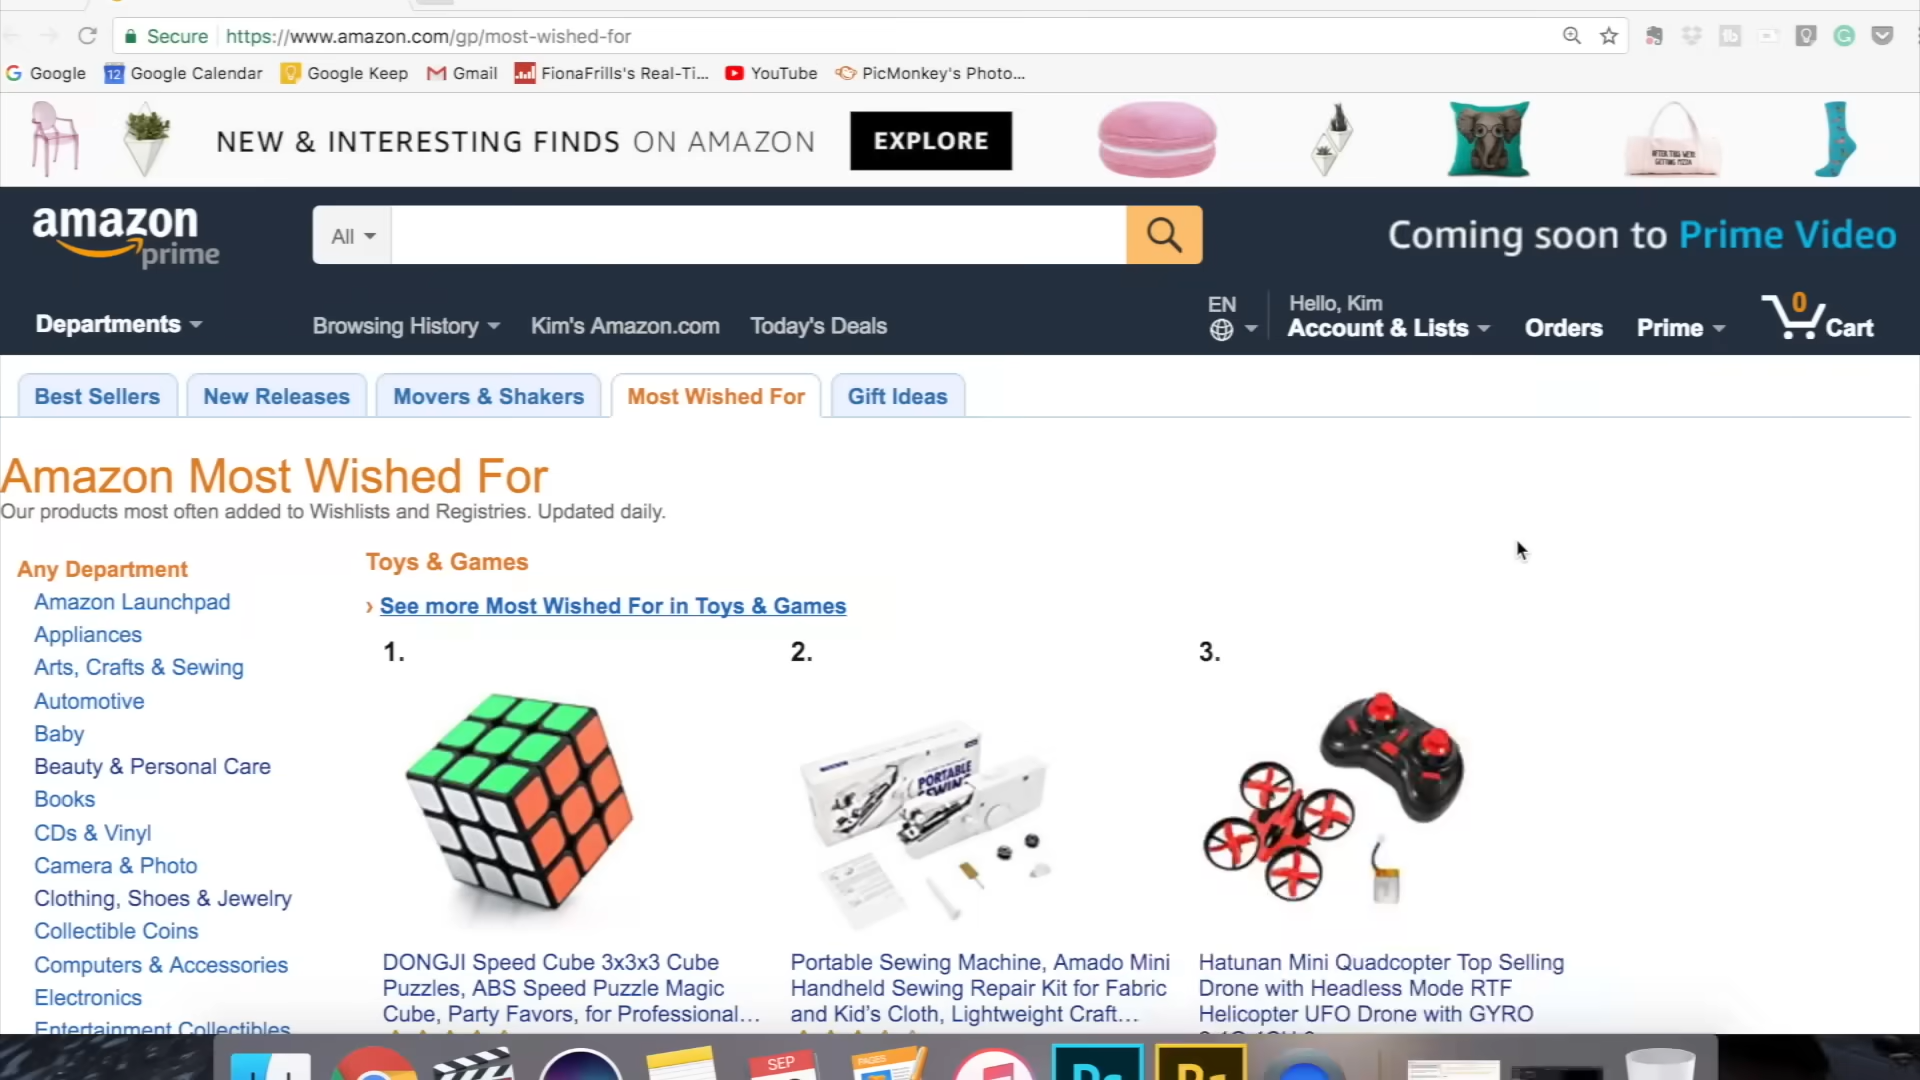 Secure https://www.amazon.com/gp/most-wished-for
Google 12 Google Calendar Google Keep Gmail FionaFrills's Real-Ti... YouTube PicMonkey's Photo...
NEW & INTERESTING FINDS ON AMAZON EXPLORE
amazon prime
All
Coming soon to Prime Video
Departments Browsing History Kim's Amazon.com Today's Deals
EN Hello, Kim
Account & Lists Orders Prime 0 Cart
Best Sellers New Releases Movers & Shakers Most Wished For Gift Ideas
Amazon Most Wished For
Our products most often added to Wishlists and Registries. Updated daily.
Any Department
Amazon Launchpad
Appliances
Arts, Crafts & Sewing
Automotive
Baby
Beauty & Personal Care
Books
CDs & Vinyl
Camera & Photo
Clothing, Shoes & Jewelry
Collectible Coins
Computers & Accessories
Electronics
Entertainment Collectibles
Toys & Games
› See more Most Wished For in Toys & Games
1.
DONGJI Speed Cube 3x3x3 Cube
Puzzles, ABS Speed Puzzle Magic
Cube, Party Favors, for Professional...
2.
PORTABLE
SEWING
Portable Sewing Machine, Amado Mini
Handheld Sewing Repair Kit for Fabric
and Kid's Cloth, Lightweight Craft...
3.
Hatunan Mini Quadcopter Top Selling
Drone with Headless Mode RTF
Helicopter UFO Drone with GYRO
SEP
PAGES